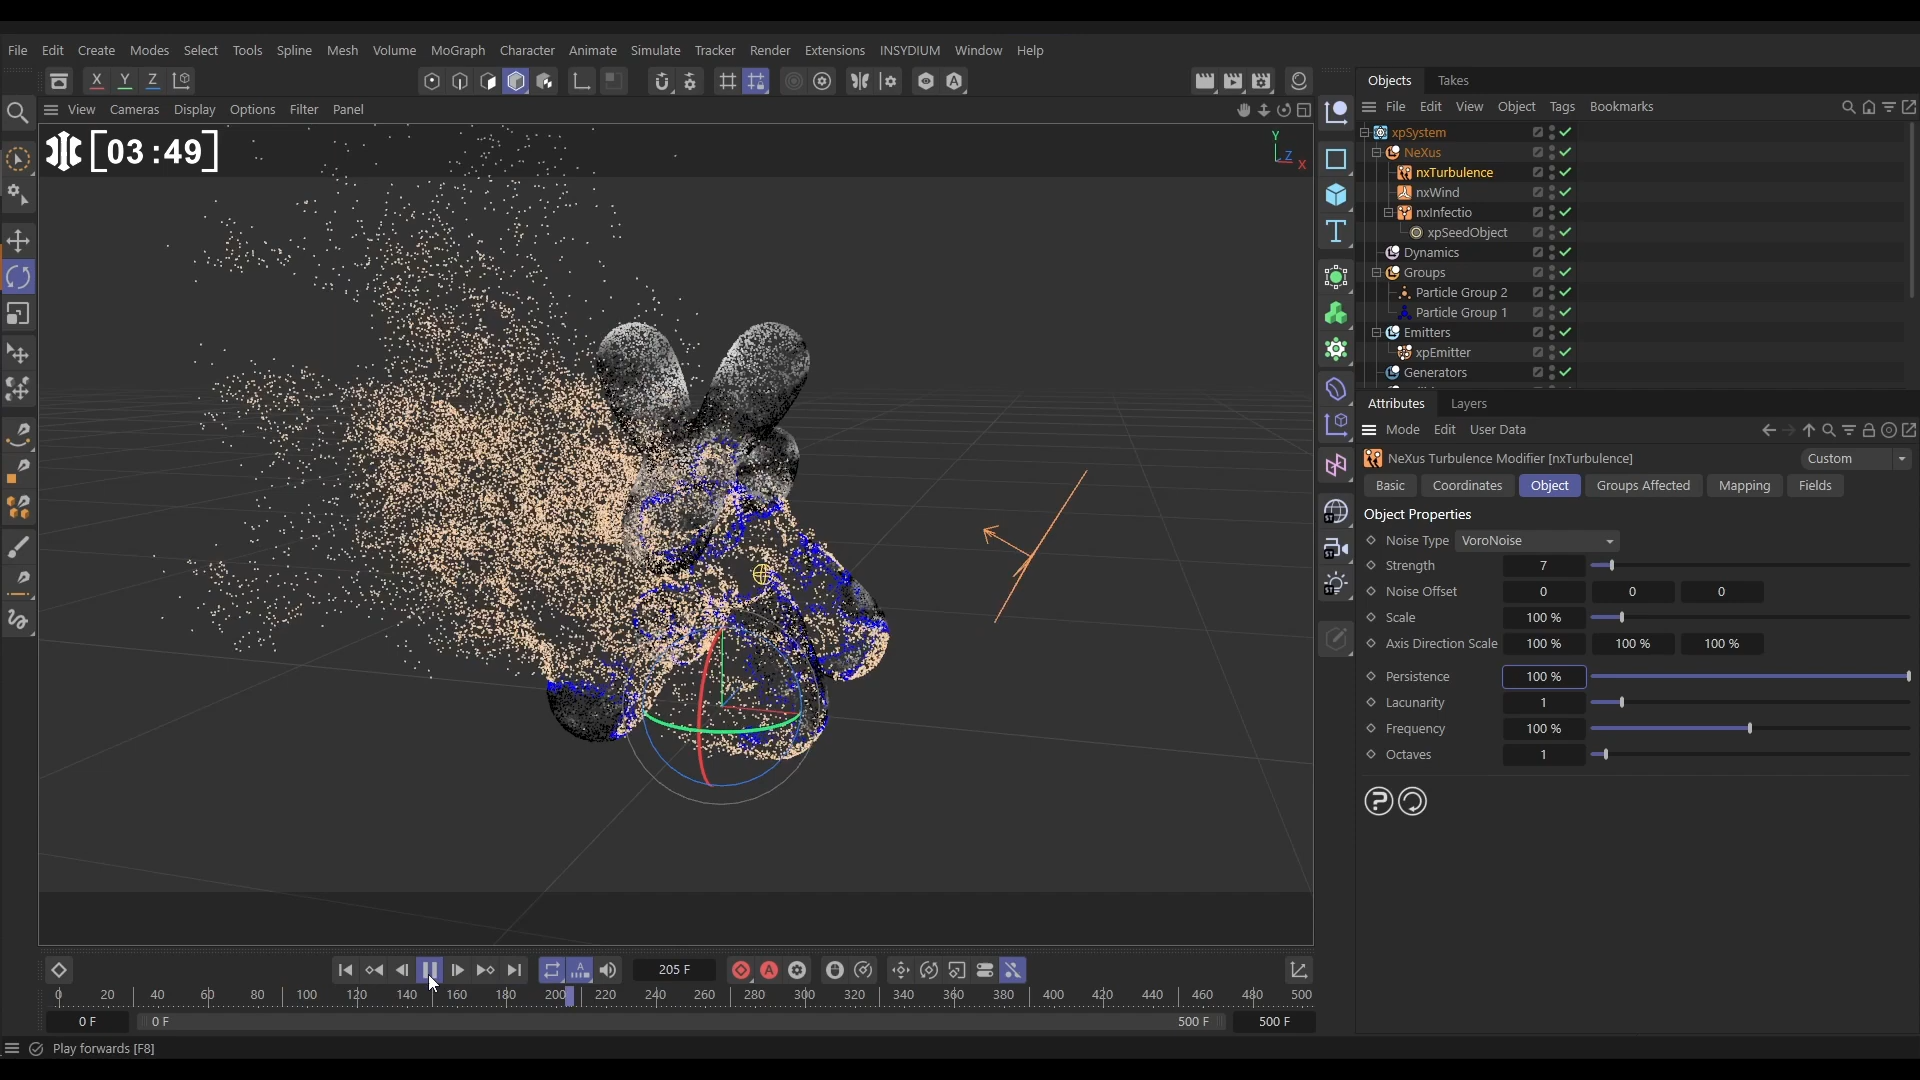 File Edit Create Modes Select Tools Spline Mesh Volume MoGraph Character Animate Simulate Tracker Render Extensions INSYDIUM Window Help
X Y Z
View Cameras Display Options Filter Panel
[03:49]
Y
Z
X
Objects Takes
File Edit View Object Tags Bookmarks
xpSystem
NeXus
nxTurbulence
nxWind
nxInfectio
xpSeedObject
Dynamics
Groups
Particle Group 2
Particle Group 1
Emitters
xpEmitter
Generators
Attributes Layers
Mode Edit User Data
NeXus Turbulence Modifier [nxTurbulence] Custom
Basic Coordinates Object Groups Affected Mapping Fields
Object Properties
Noise Type VoroNoise
Strength 7
Noise Offset 0 0 0
Scale 100 %
Axis Direction Scale 100 % 100 % 100 %
Persistence 100 %
Lacunarity 1
Frequency 100 %
Octaves 1
205 F
0 20 40 60 80 100 120 140 160 180 200 220 240 260 280 300 320 340 360 380 400 420 440 460 480 500
0 F 0 F 500 F 500 F
Play forwards [F8]